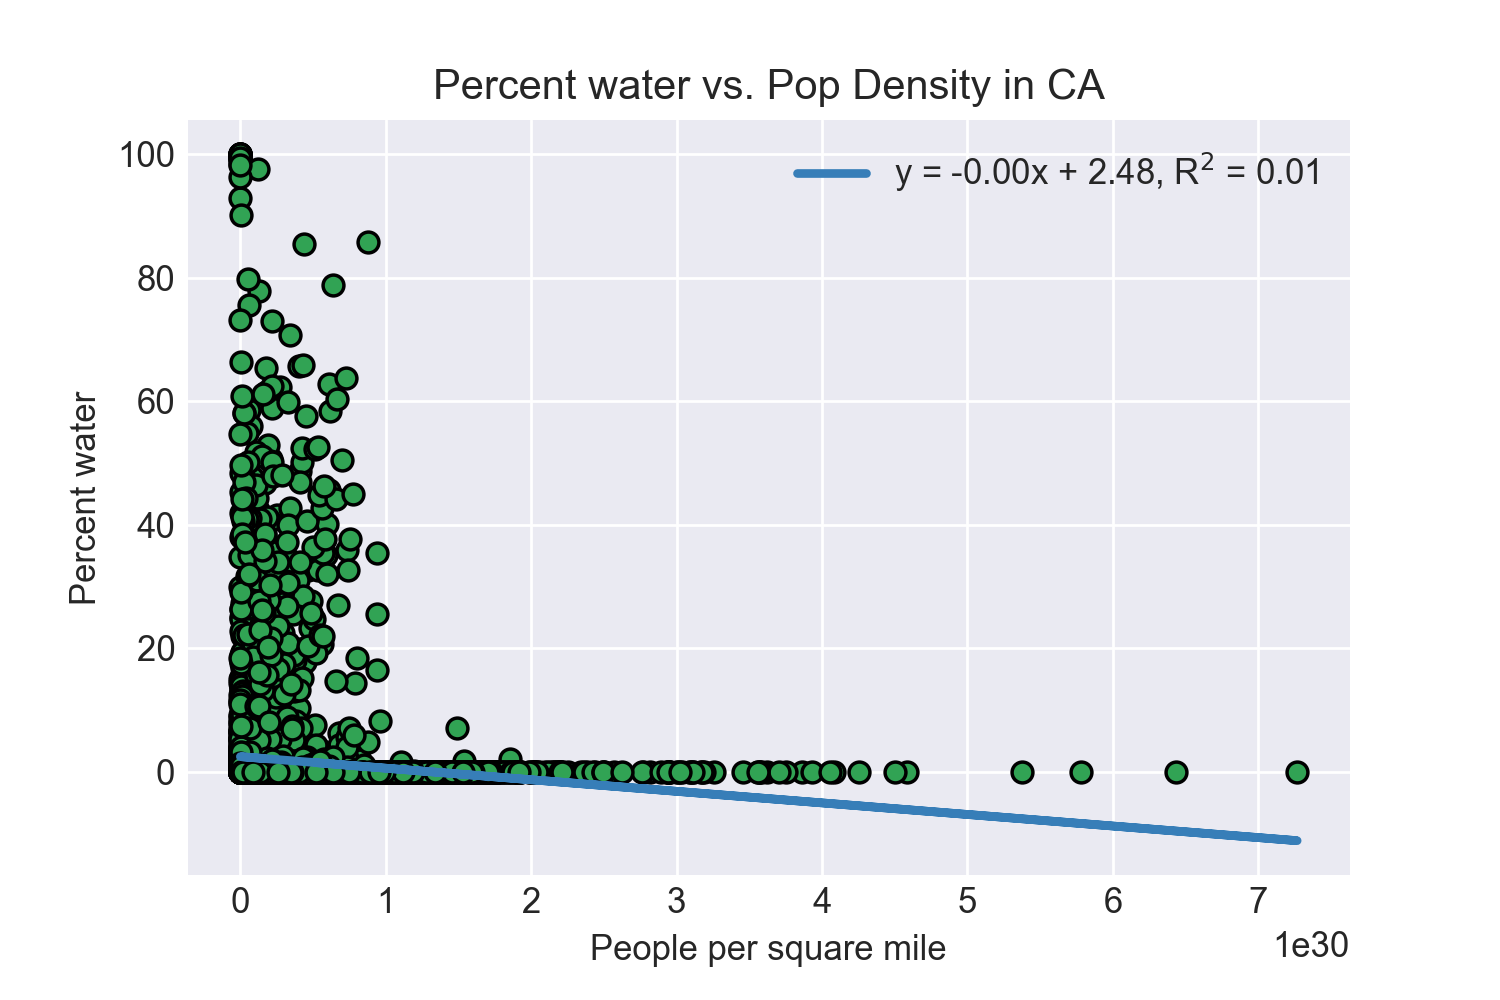 Percent water vs. Pop Density in CA
y = -0.00x + 2.48, R² = 0.01
100
80
60
40
20
0
Percent water
0 1 2 3 4 5 6 7
People per square mile
1e30